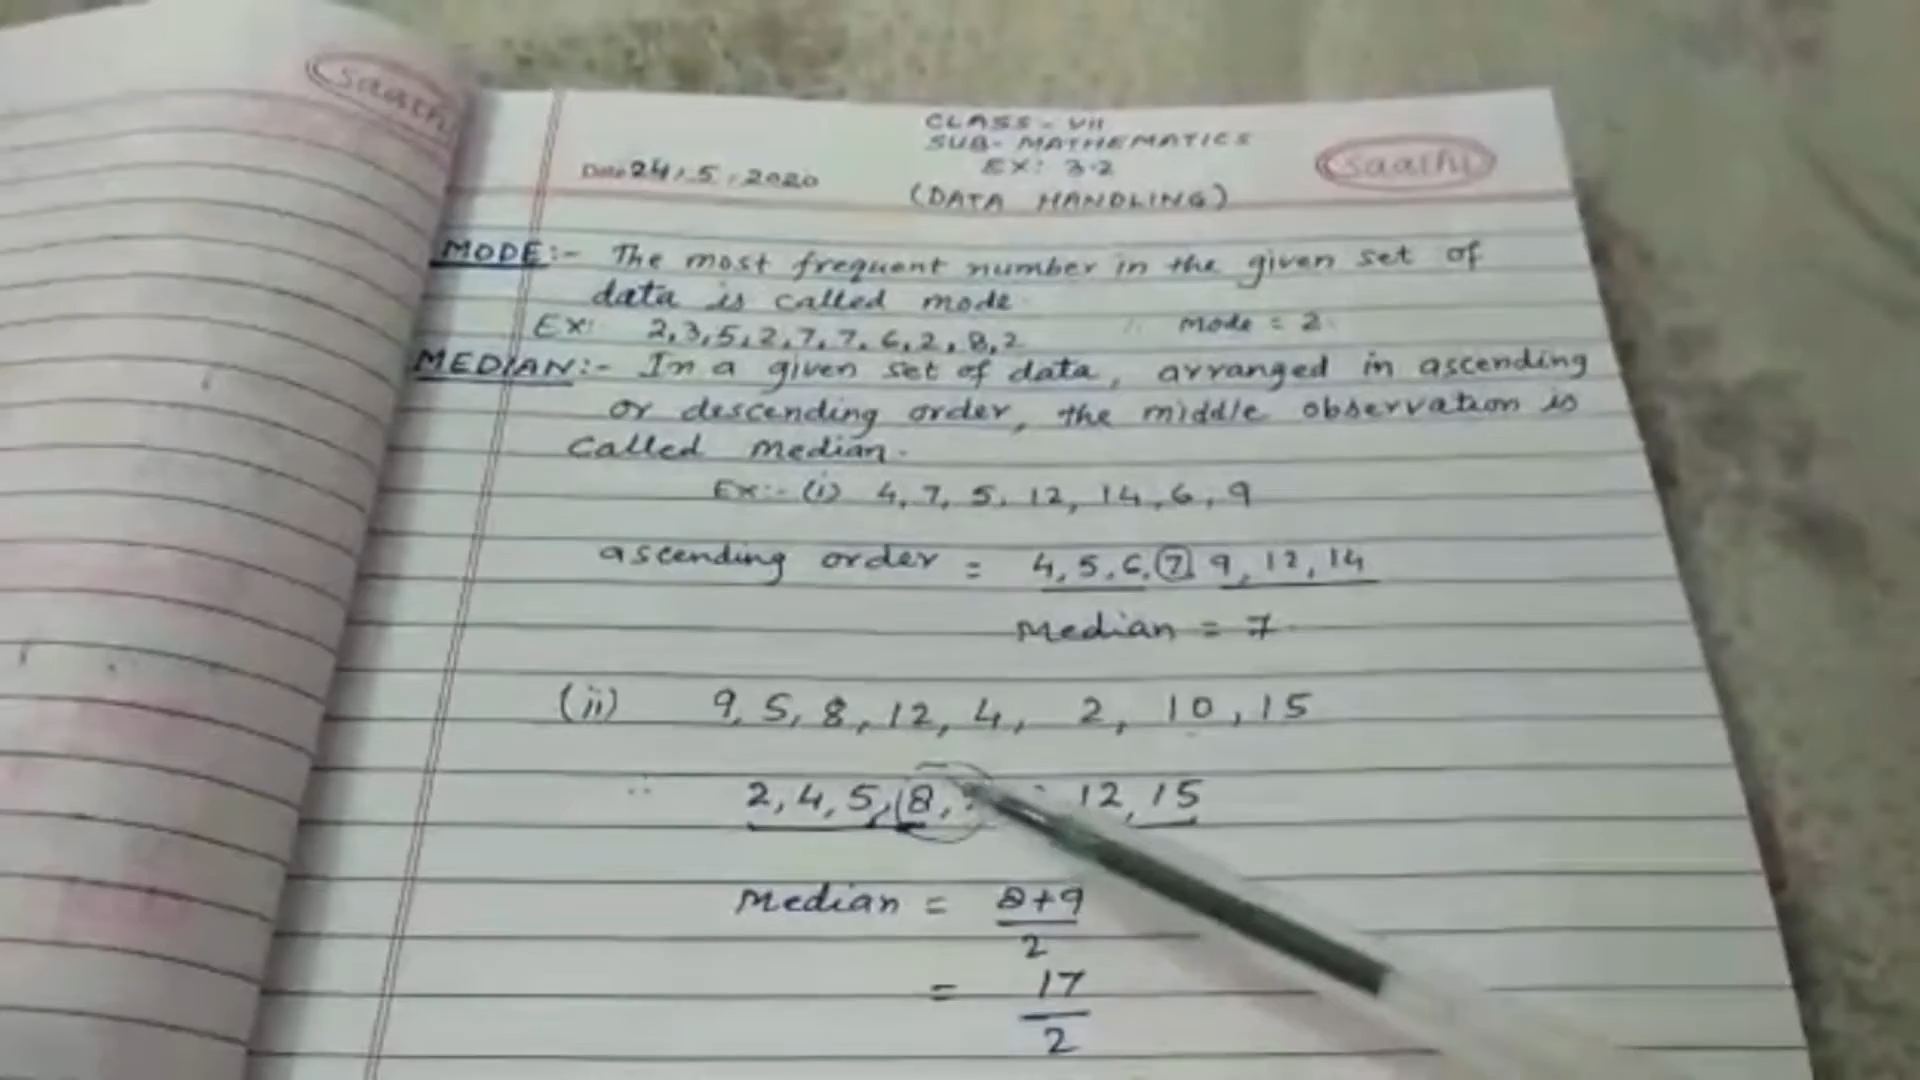 saathi
CLASS - VII
SUB- MATHEMATICS
EX: 3.2
saathi
Date 24.5.2020
(DATA HANDLING)
MODE:- The most frequent number in the given set of
data is called mode.
EX: 2,3,5,2,7,7,6,2,8,2 ∴ mode = 2.
MEDIAN:- In a given set of data, arranged in ascending
or descending order, the middle observation is
called median.
Ex:- (i) 4, 7, 5, 12, 14, 6, 9
ascending order = 4, 5, 6, 7, 9, 12, 14
Median = 7.
(ii) 9, 5, 8, 12, 4, 2, 10, 15
∴ 2, 4, 5, 8, 12, 15
Median = 8+9
2
= 17
2